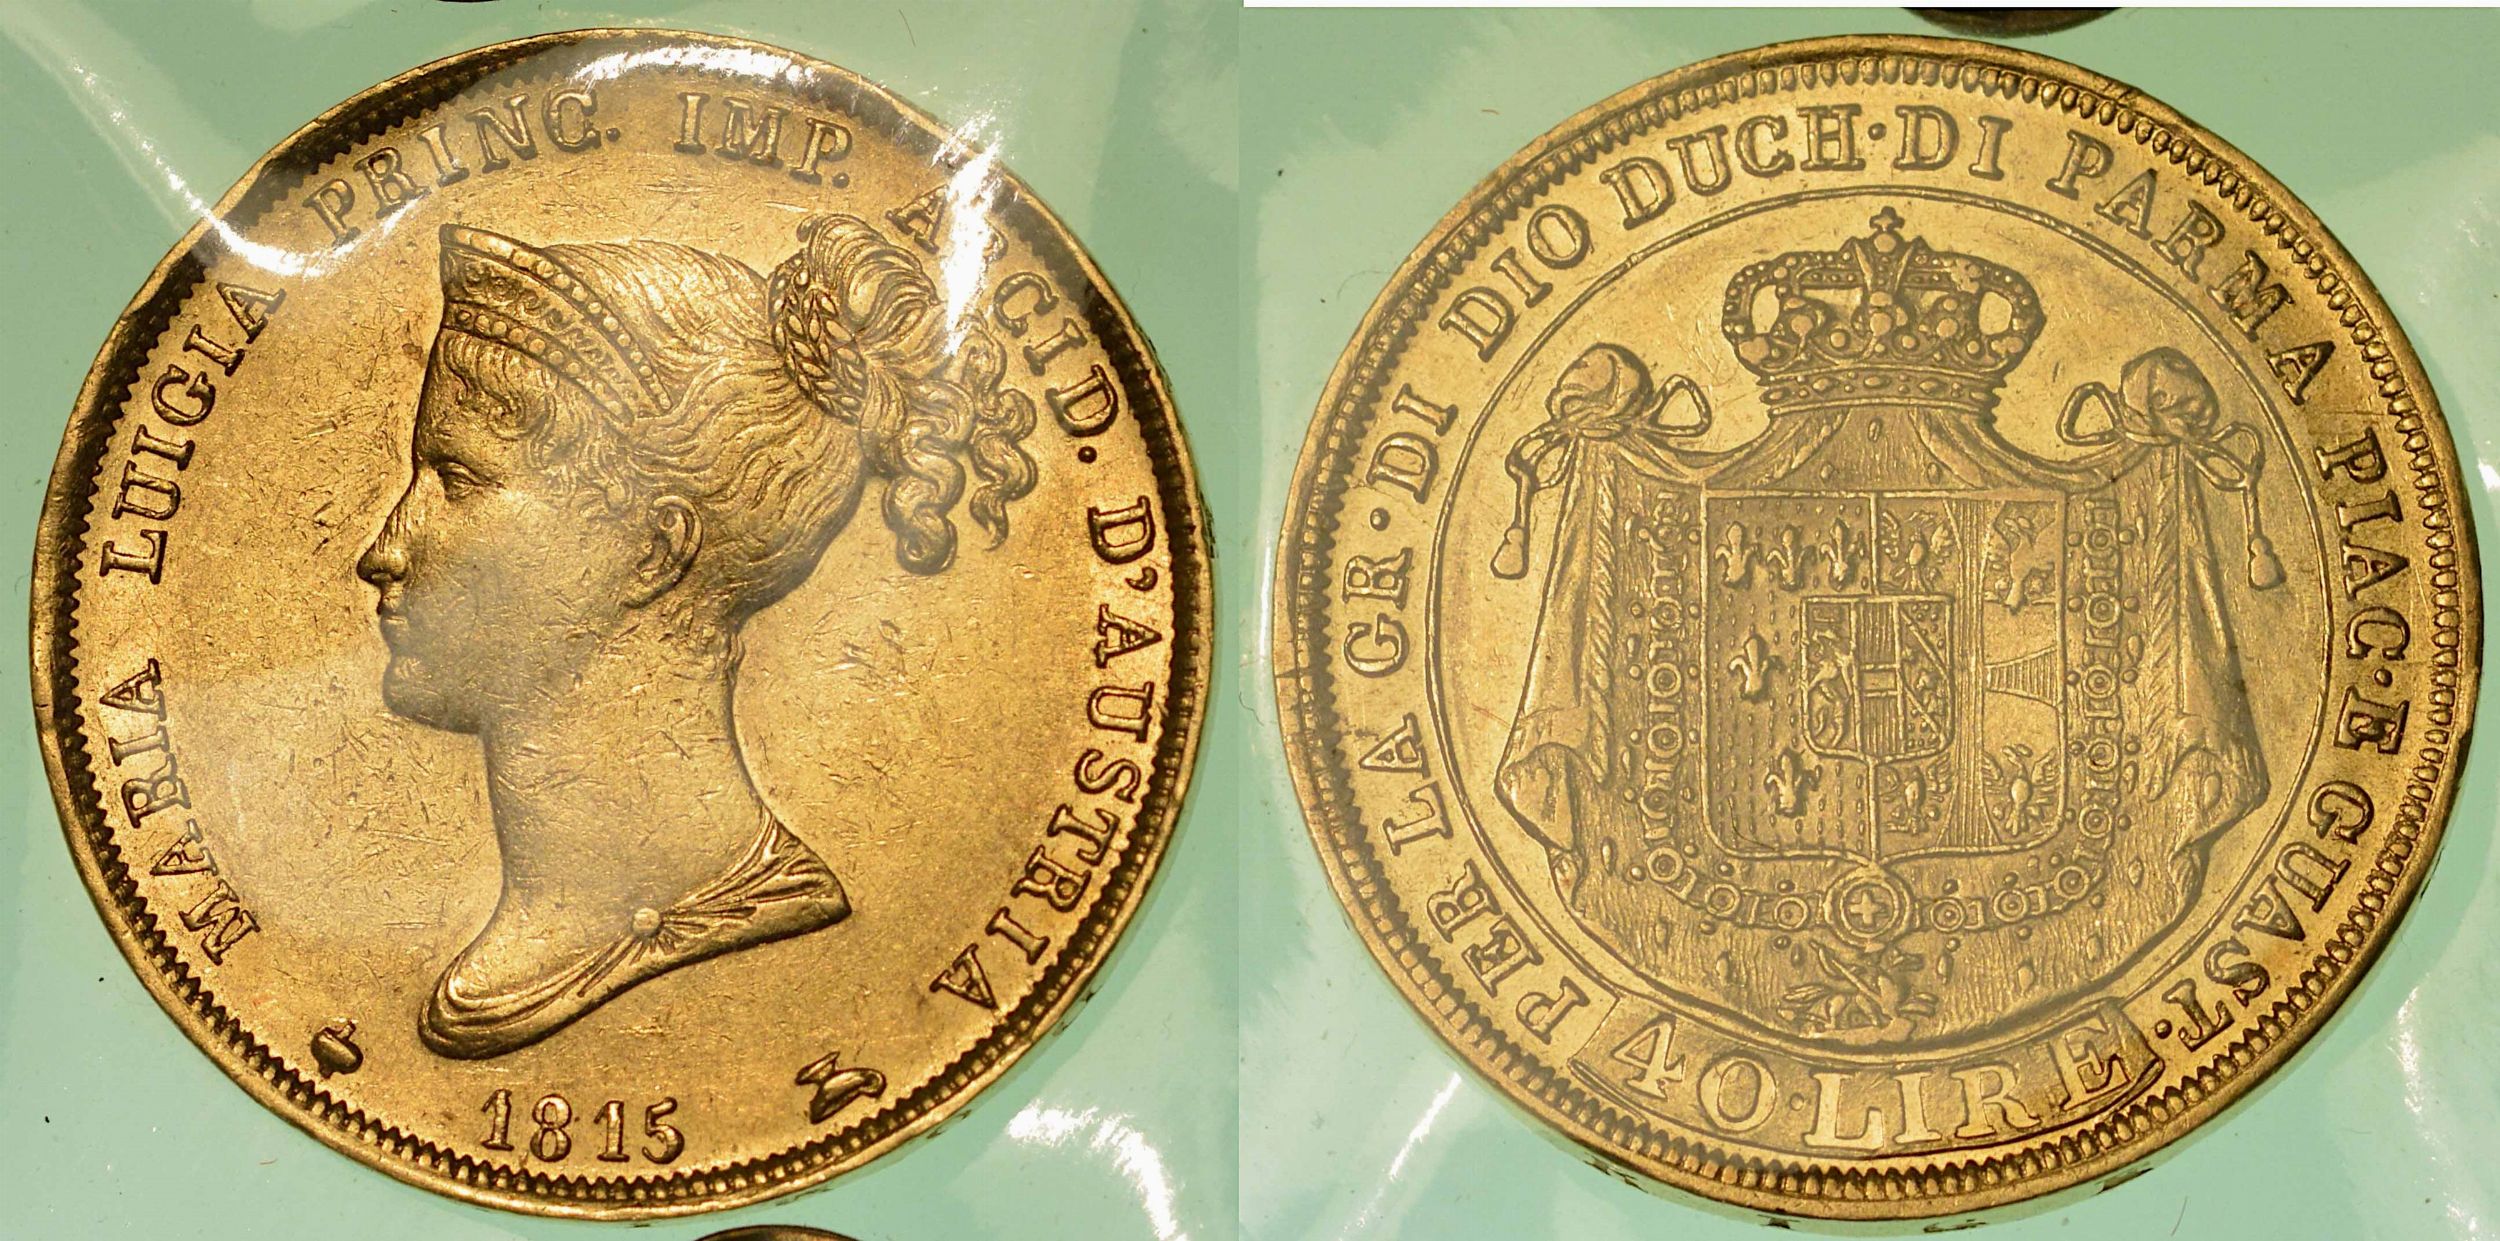 MARIA LUIGIA PRINC. IMP. ARCID. D'AUSTRIA
1815
PER LA GR·DI DIO DUCH·DI PARMA PIAC·E GUAST·
40·LIRE